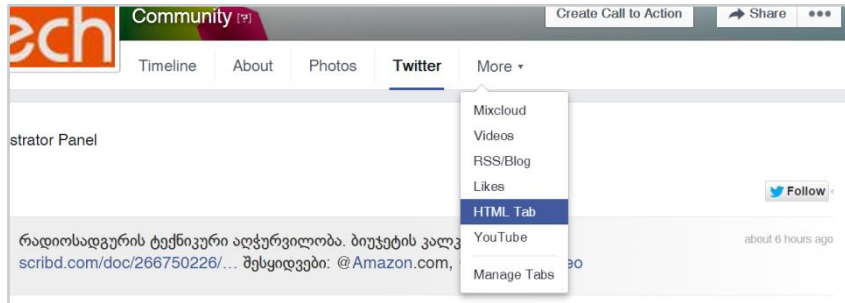 ech
Community [?]
Create Call to Action
Share
Timeline About Photos Twitter More
Mixcloud
Videos
RSS/Blog
Likes
HTML Tab
YouTube
Manage Tabs
strator Panel
Follow
რადიოსადგურის ტექნიკური აღჭურვილობა. ბიუჯეტის კალკ
about 6 hours ago
scribd.com/doc/266750226/... შესყიდვები: @Amazon.com, eo